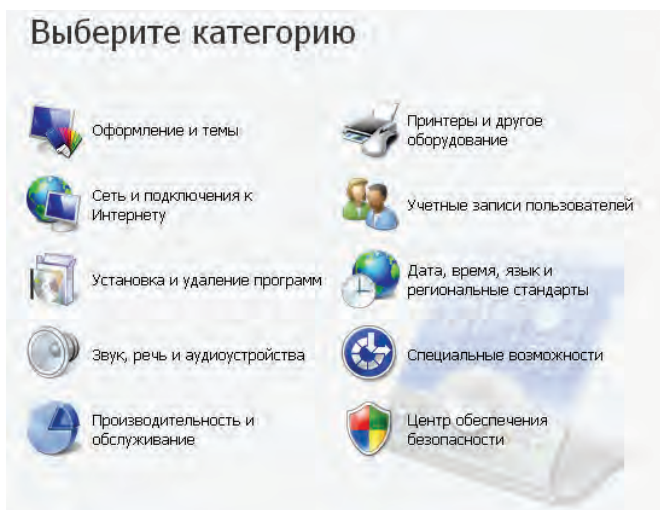 Выберите категорию
Оформление и темы
Принтеры и другое
оборудование
Сеть и подключения к
Интернету
Учетные записи пользователей
Установка и удаление программ
Дата, время, язык и
региональные стандарты
Звук, речь и аудиоустройства
Специальные возможности
Производительность и
обслуживание
Центр обеспечения
безопасности